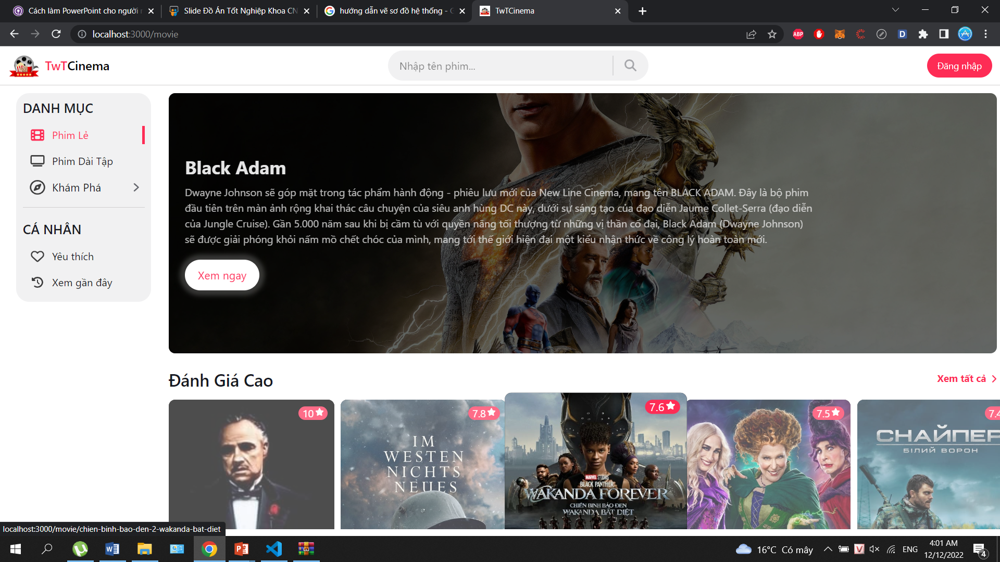 Cách làm PowerPoint cho người
Slide Đồ Án Tốt Nghiệp Khoa CN
hướng dẫn vẽ sơ đồ hệ thống -
TwTCinema
localhost:3000/movie
ABP
D
TwTCinema
Nhập tên phim...
Đăng nhập
DANH MỤC
Phim Lẻ
Phim Dài Tập
Khám Phá
CÁ NHÂN
Yêu thích
Xem gần đây
Black Adam
Dwayne Johnson sẽ góp mặt trong tác phẩm hành động - phiêu lưu mới của New Line Cinema, mang tên BLACK ADAM. Đây là bộ phim
đầu tiên trên màn ảnh rộng khai thác câu chuyện của siêu anh hùng DC này, dưới sự sáng tạo của đạo diễn Jaume Collet-Serra (đạo diễn
của Jungle Cruise). Gần 5.000 năm sau khi bị cầm tù với quyền năng tối thượng từ những vị thần cổ đại, Black Adam (Dwayne Johnson)
sẽ được giải phóng khỏi nấm mồ chết chóc của mình, mang tới thế giới hiện đại một kiểu nhận thức về công lý hoàn toàn mới.
Xem ngay
Đánh Giá Cao
Xem tất cả
10
7.8
IM
WESTEN
NICHTS
NEUES
7.6
MARVEL STUDIOS
BLACK PANTHER
WAKANDA FOREVER
CHIẾN BINH BÁO ĐEN
WAKANDA BẤT DIỆT
7.5
7.4
СНАЙПЕР
БІЛИЙ ВОРОН
localhost:3000/movie/chien-binh-bao-den-2-wakanda-bat-diet
16°C Có mây
ENG
4:01 AM
12/12/2022
4